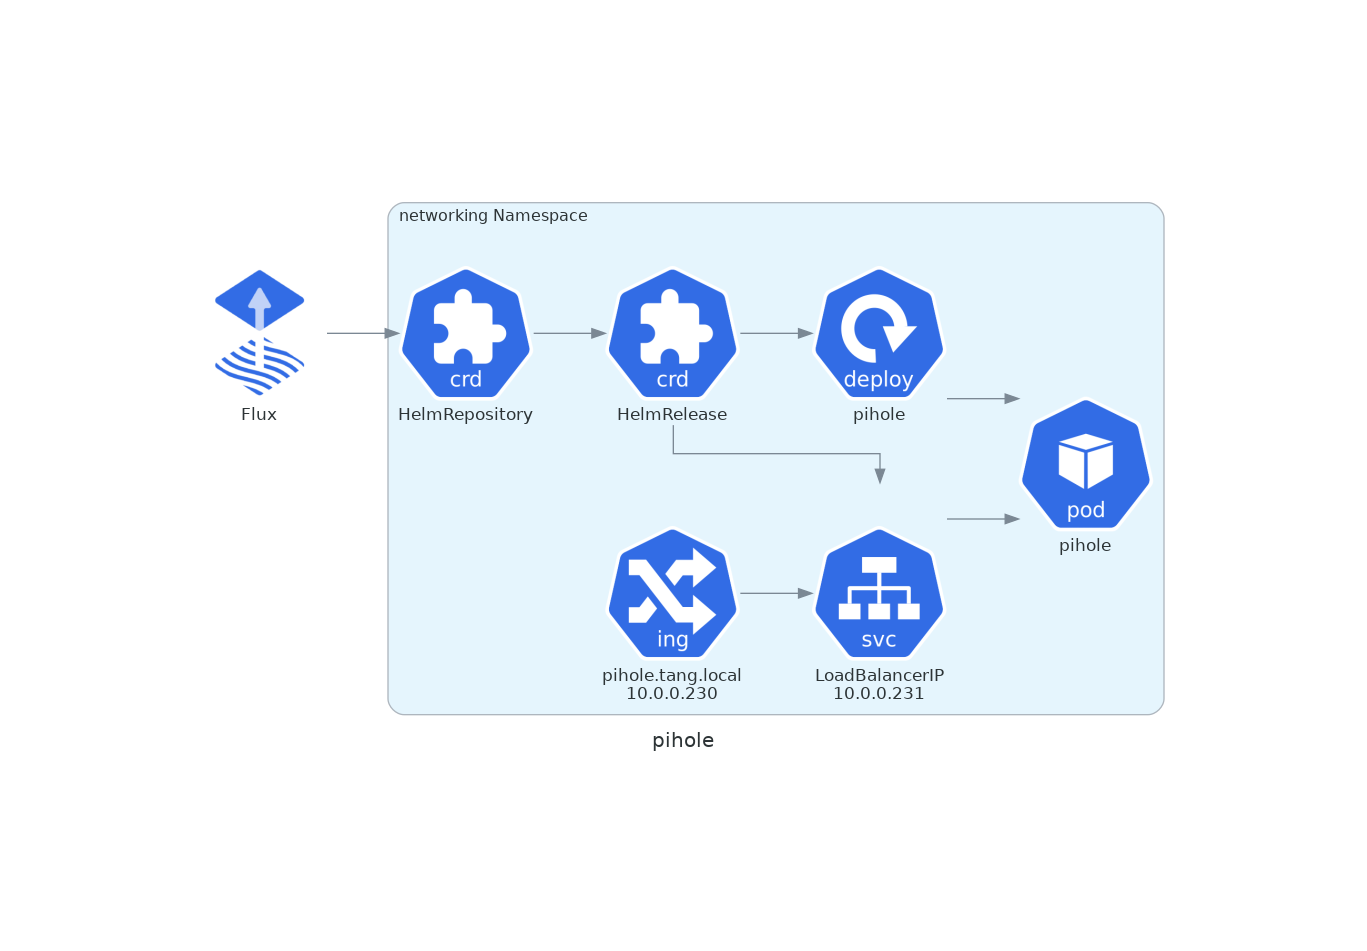 networking Namespace
crd
crd
deploy
Flux
HelmRepository
HelmRelease
pihole
pod
pihole
ing
svc
pihole.tang.local
10.0.0.230
LoadBalancerIP
10.0.0.231
pihole